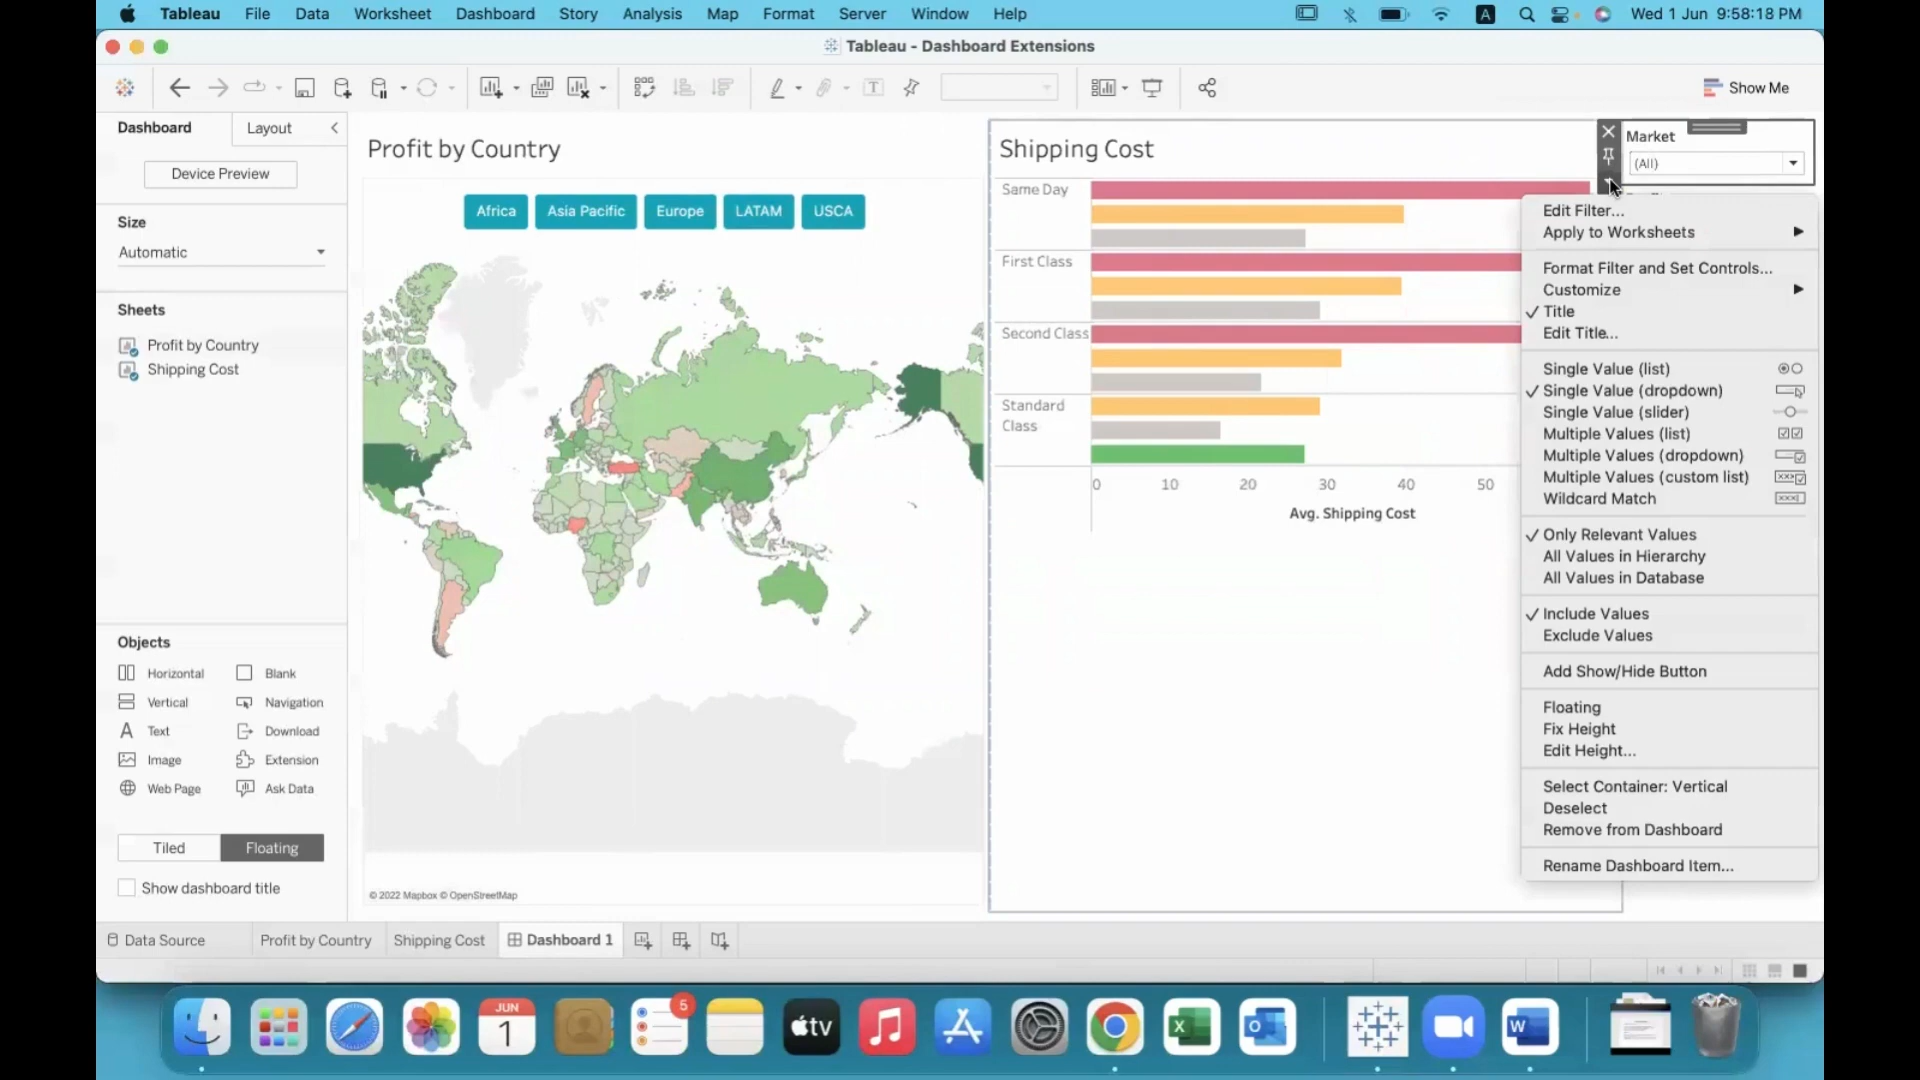 Tableau File Data Worksheet Dashboard Story Analysis Map Format Server Window Help A Wed 1 Jun 9:58:18 PM
Tableau - Dashboard Extensions
Show Me
Dashboard Layout
Device Preview
Size
Automatic
Sheets
Profit by Country
Shipping Cost
Objects
Horizontal Blank
Vertical Navigation
A Text Download
Image Extension
Web Page Ask Data
Tiled Floating
Show dashboard title
Profit by Country
Africa Asia Pacific Europe LATAM USCA
© 2022 Mapbox © OpenStreetMap
Shipping Cost
Same Day
First Class
Second Class
Standard
Class
0 10 20 30 40 50
Avg. Shipping Cost
Market
(All)
Edit Filter...
Apply to Worksheets
Format Filter and Set Controls...
Customize
✓ Title
Edit Title...
Single Value (list)
✓ Single Value (dropdown)
Single Value (slider)
Multiple Values (list)
Multiple Values (dropdown)
Multiple Values (custom list)
Wildcard Match
✓ Only Relevant Values
All Values in Hierarchy
All Values in Database
✓ Include Values
Exclude Values
Add Show/Hide Button
Floating
Fix Height
Edit Height...
Select Container: Vertical
Deselect
Remove from Dashboard
Rename Dashboard Item...
Data Source Profit by Country Shipping Cost Dashboard 1
JUN
1
5
tv
X
O
W